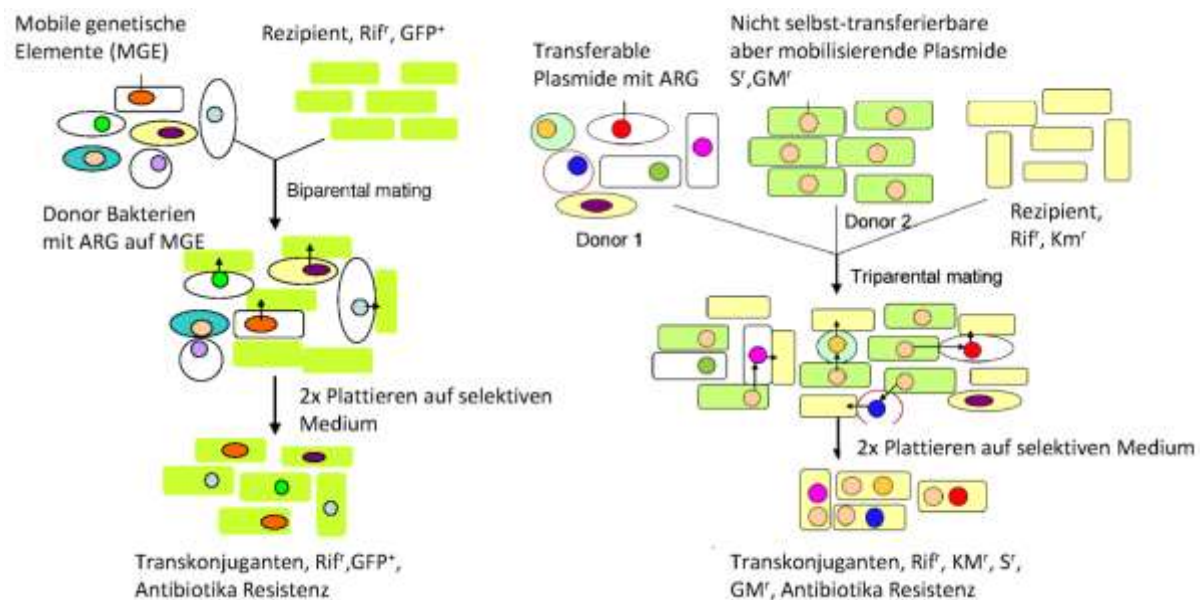 Mobile genetische
Elemente (MGE)
Rezipient, Rifʳ, GFP⁺
Biparental mating
Donor Bakterien
mit ARG auf MGE
2x Plattieren auf selektiven
Medium
Transkonjuganten, Rifʳ,GFP⁺,
Antibiotika Resistenz
Transferable
Plasmide mit ARG
Nicht selbst-transferierbare
aber mobilisierende Plasmide
Sʳ,GMʳ
Donor 1
Donor 2
Rezipient,
Rifʳ, Kmʳ
Triparental mating
2x Plattieren auf selektiven Medium
Transkonjuganten, Rifʳ, KMʳ, Sʳ,
GMʳ, Antibiotika Resistenz